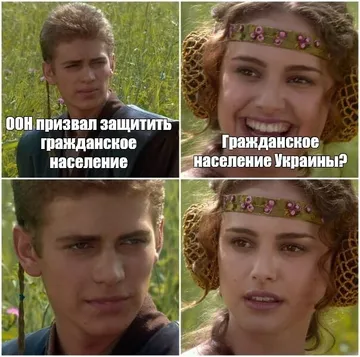 ООН призвал защитить
гражданское
население
Гражданское
население Украины?